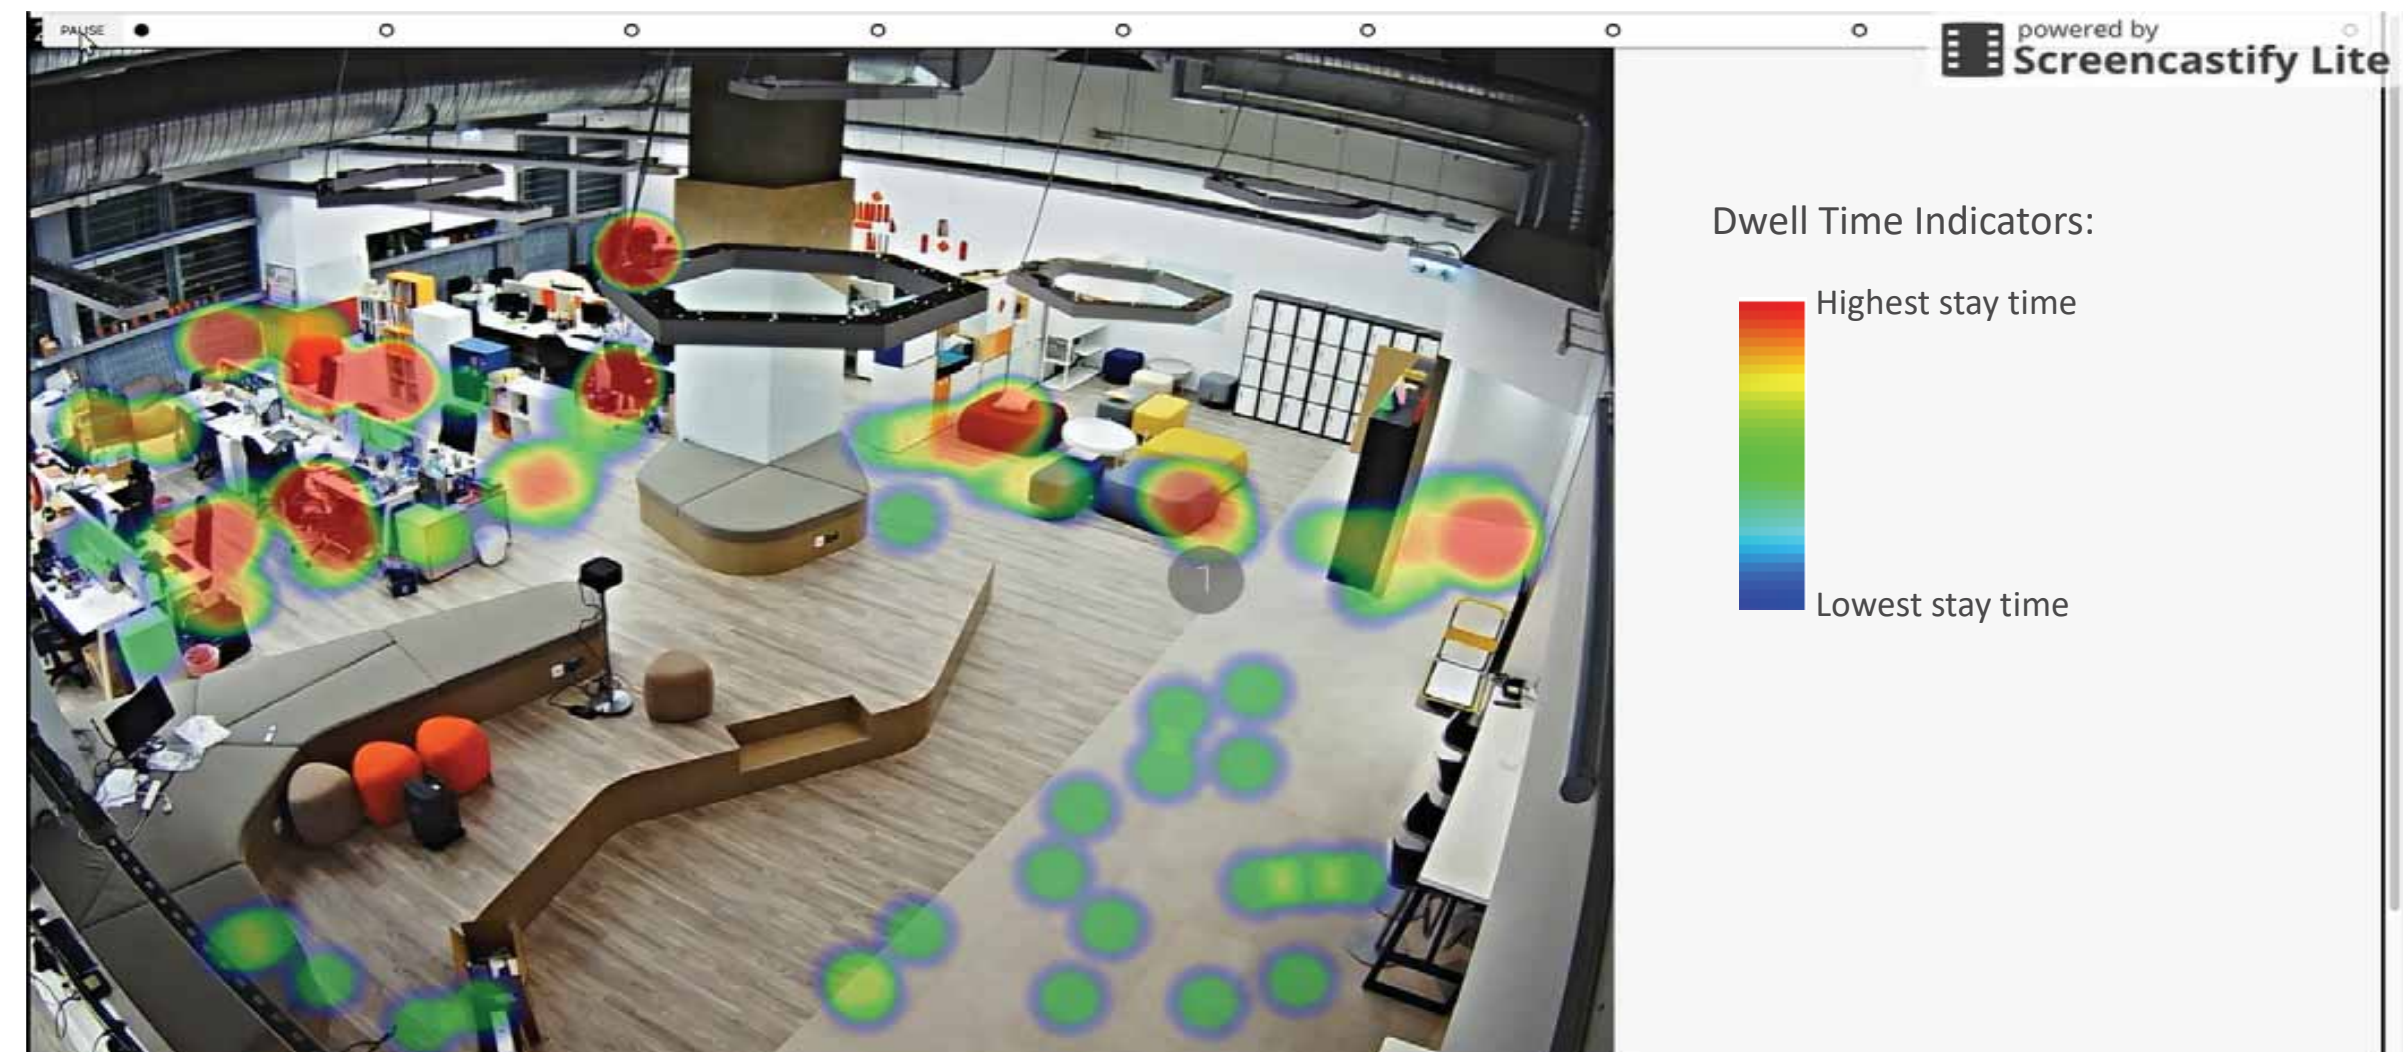 PAUSE
powered by
Screencastify Lite
Dwell Time Indicators:
Highest stay time
Lowest stay time